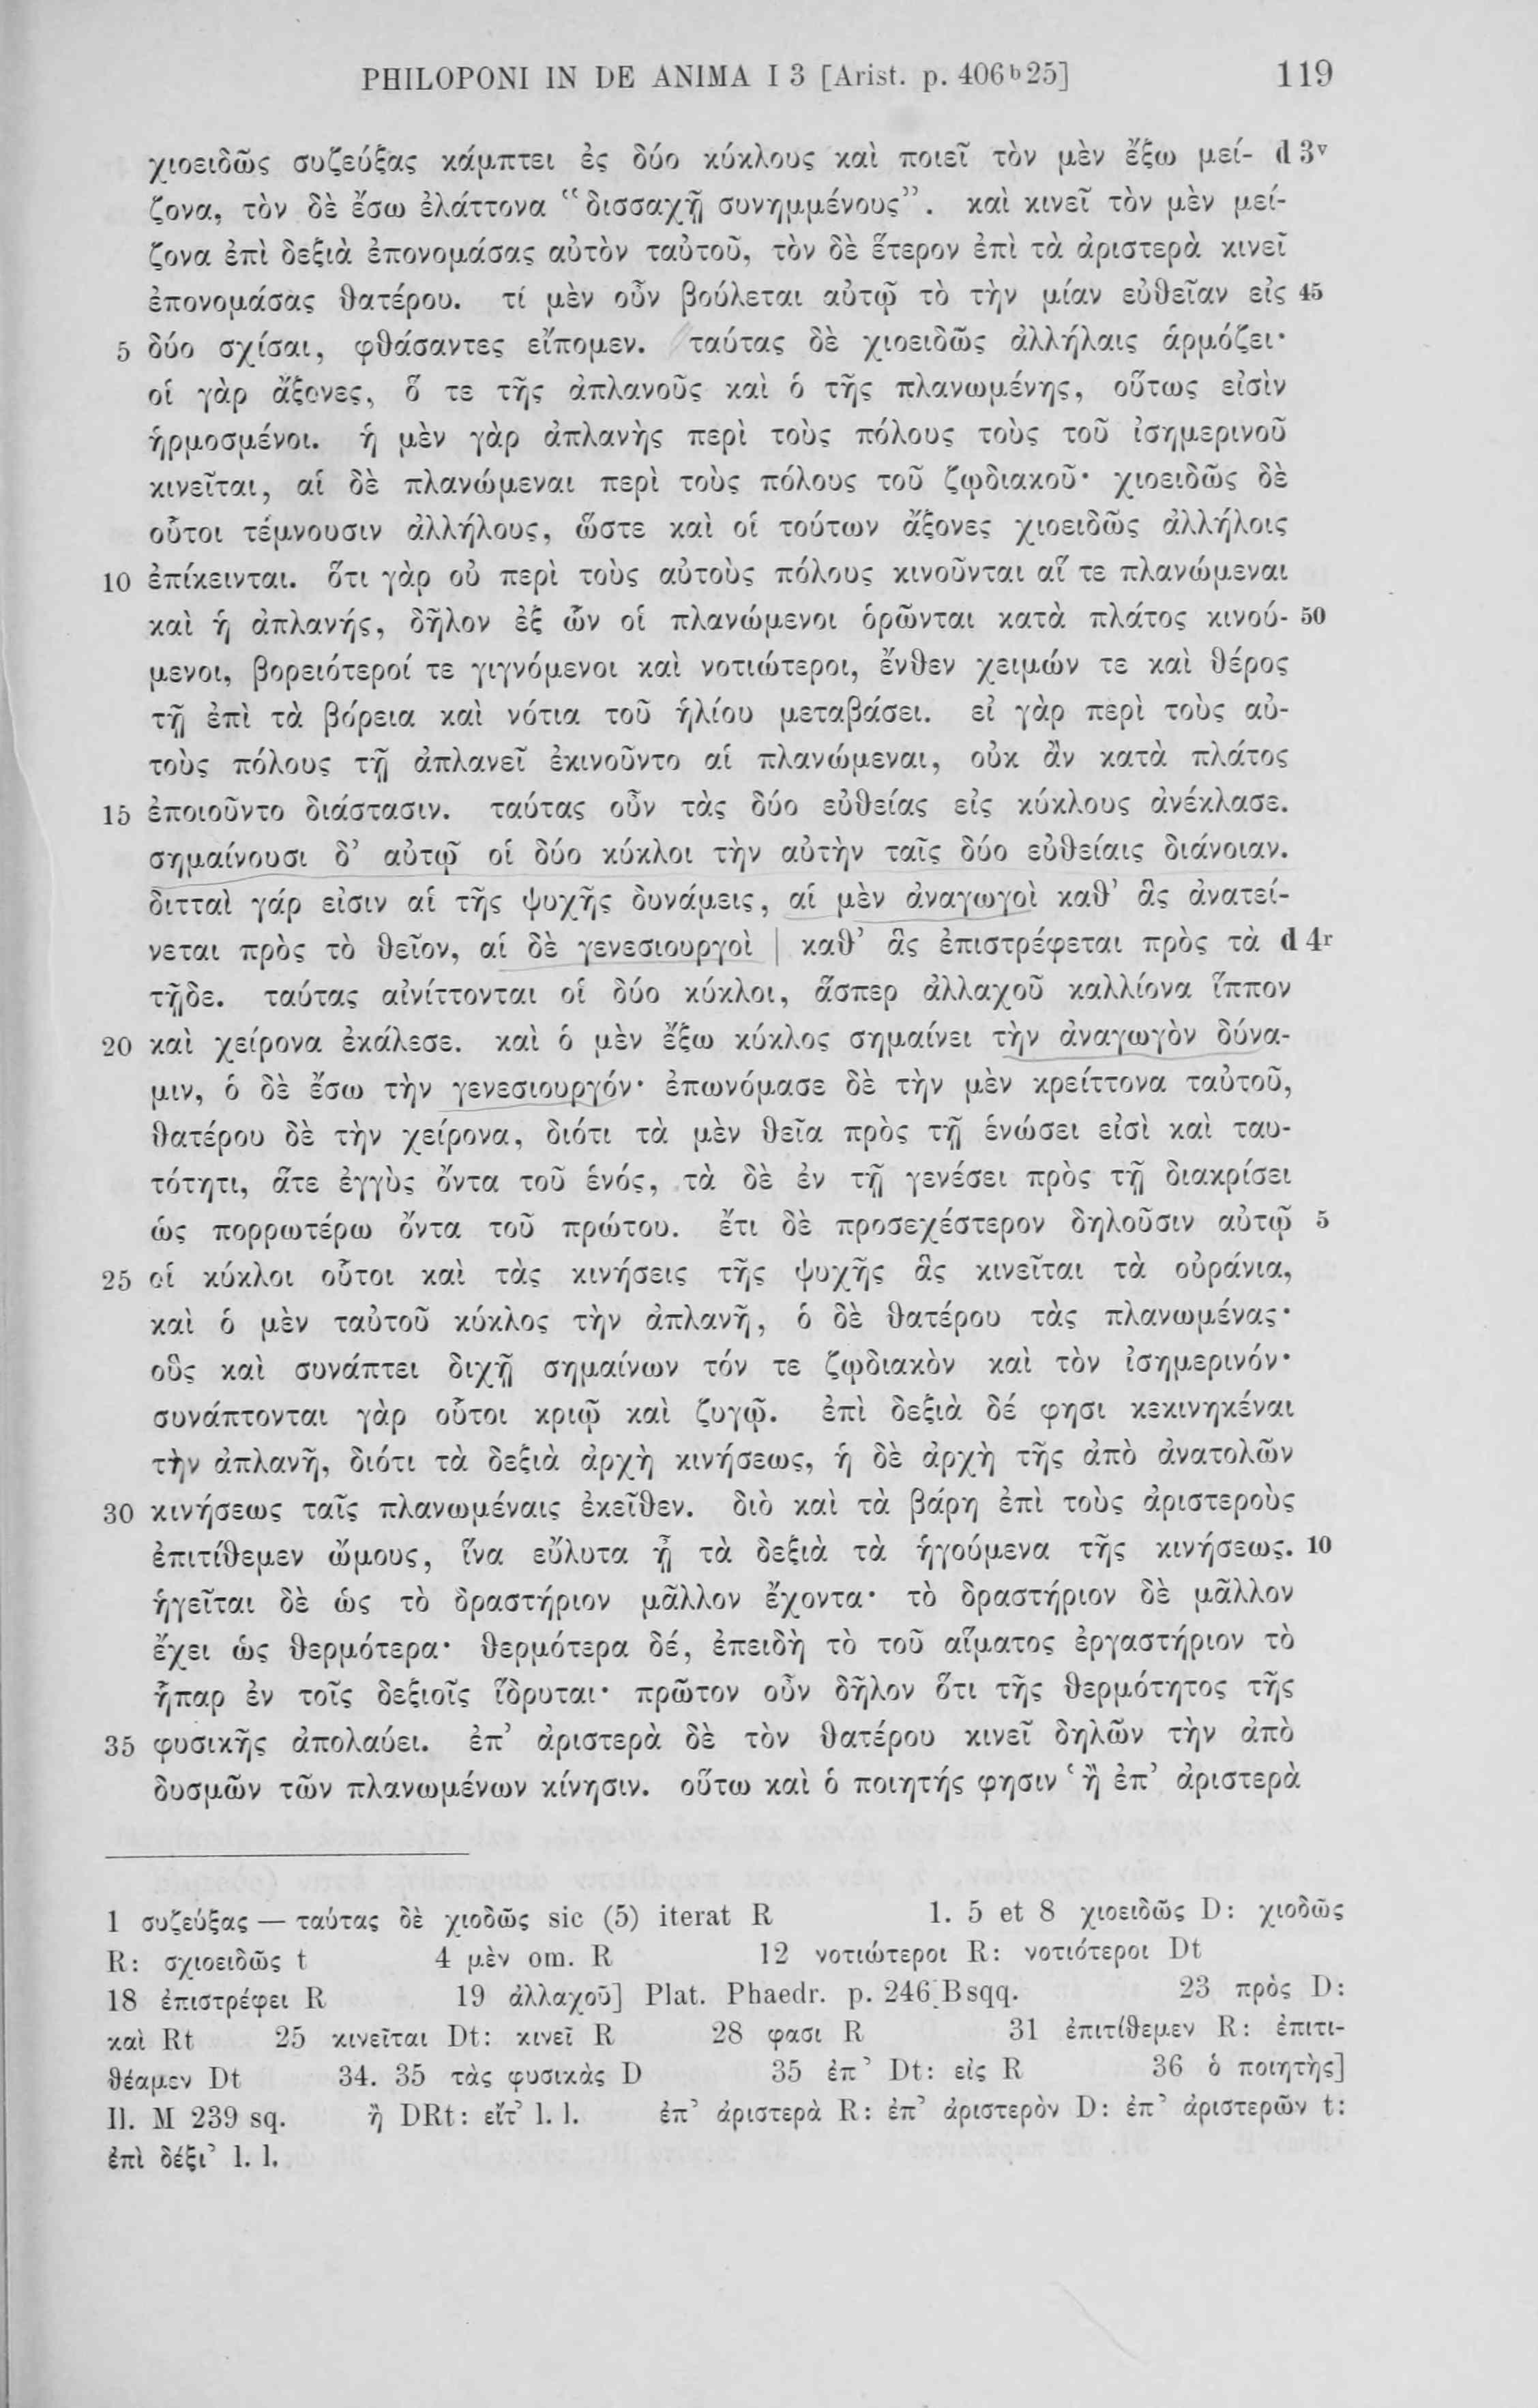 PHILOPONI IN DE ANIMA I 3 [Arist. p. 406ᵇ25] 119
χιοειδῶς συζεύξας κάμπτει ἐς δύο κύκλους καὶ ποιεῖ τὸν μὲν ἔξω μεί- d 3ᵛ
ζονα, τὸν δὲ ἔσω ἐλάττονα “δισσαχῇ συνημμένους”. καὶ κινεῖ τὸν μὲν μεί-
ζονα ἐπὶ δεξιὰ ἐπονομάσας αὐτὸν ταὐτοῦ, τὸν δὲ ἕτερον ἐπὶ τὰ ἀριστερὰ κινεῖ
ἐπονομάσας θατέρου. τί μὲν οὖν βούλεται αὐτῷ τὸ τὴν μίαν εὐθεῖαν εἰς 45
5 δύο σχίσαι, φθάσαντες εἴπομεν. ταύτας δὲ χιοειδῶς ἀλλήλαις ἁρμόζει·
οἱ γὰρ ἄξονες, ὅ τε τῆς ἀπλανοῦς καὶ ὁ τῆς πλανωμένης, οὕτως εἰσὶν
ἡρμοσμένοι. ἡ μὲν γὰρ ἀπλανὴς περὶ τοὺς πόλους τοὺς τοῦ ἰσημερινοῦ
κινεῖται, αἱ δὲ πλανώμεναι περὶ τοὺς πόλους τοῦ ζῳδιακοῦ· χιοειδῶς δὲ
οὗτοι τέμνουσιν ἀλλήλους, ὥστε καὶ οἱ τούτων ἄξονες χιοειδῶς ἀλλήλοις
10 ἐπίκεινται. ὅτι γὰρ οὐ περὶ τοὺς αὐτοὺς πόλους κινοῦνται αἵ τε πλανώμεναι
καὶ ἡ ἀπλανής, δῆλον ἐξ ὧν οἱ πλανώμενοι ὁρῶνται κατὰ πλάτος κινού- 50
μενοι, βορειότεροί τε γιγνόμενοι καὶ νοτιώτεροι, ἔνθεν χειμών τε καὶ θέρος
τῇ ἐπὶ τὰ βόρεια καὶ νότια τοῦ ἡλίου μεταβάσει. εἰ γὰρ περὶ τοὺς αὐ-
τοὺς πόλους τῇ ἀπλανεῖ ἐκινοῦντο αἱ πλανώμεναι, οὐκ ἂν κατὰ πλάτος
15 ἐποιοῦντο διάστασιν. ταύτας οὖν τὰς δύο εὐθείας εἰς κύκλους ἀνέκλασε.
σημαίνουσι δ’ αὐτῷ οἱ δύο κύκλοι τὴν αὐτὴν ταῖς δύο εὐθείαις διάνοιαν.
διτταὶ γάρ εἰσιν αἱ τῆς ψυχῆς δυνάμεις, αἱ μὲν ἀναγωγοὶ καθ’ ἃς ἀνατεί-
νεται πρὸς τὸ θεῖον, αἱ δὲ γενεσιουργοὶ | καθ’ ἃς ἐπιστρέφεται πρὸς τὰ d 4ʳ
τῇδε. ταύτας αἰνίττονται οἱ δύο κύκλοι, ἅσπερ ἀλλαχοῦ καλλίονα ἵππον
20 καὶ χείρονα ἐκάλεσε. καὶ ὁ μὲν ἔξω κύκλος σημαίνει τὴν ἀναγωγὸν δύνα-
μιν, ὁ δὲ ἔσω τὴν γενεσιουργόν· ἐπωνόμασε δὲ τὴν μὲν κρείττονα ταὐτοῦ,
θατέρου δὲ τὴν χείρονα, διότι τὰ μὲν θεῖα πρὸς τῇ ἑνώσει εἰσὶ καὶ ταυ-
τότητι, ἅτε ἐγγὺς ὄντα τοῦ ἑνός, τὰ δὲ ἐν τῇ γενέσει πρὸς τῇ διακρίσει
ὡς πορρωτέρω ὄντα τοῦ πρώτου. ἔτι δὲ προσεχέστερον δηλοῦσιν αὐτῷ 5
25 οἱ κύκλοι οὗτοι καὶ τὰς κινήσεις τῆς ψυχῆς ἃς κινεῖται τὰ οὐράνια,
καὶ ὁ μὲν ταὐτοῦ κύκλος τὴν ἀπλανῆ, ὁ δὲ θατέρου τὰς πλανωμένας·
οὓς καὶ συνάπτει διχῇ σημαίνων τόν τε ζῳδιακὸν καὶ τὸν ἰσημερινόν·
συνάπτονται γὰρ οὗτοι κριῷ καὶ ζυγῷ. ἐπὶ δεξιὰ δέ φησι κεκινηκέναι
τὴν ἀπλανῆ, διότι τὰ δεξιὰ ἀρχὴ κινήσεως, ἡ δὲ ἀρχὴ τῆς ἀπὸ ἀνατολῶν
30 κινήσεως ταῖς πλανωμέναις ἐκεῖθεν. διὸ καὶ τὰ βάρη ἐπὶ τοὺς ἀριστεροὺς
ἐπιτίθεμεν ὤμους, ἵνα εὔλυτα ᾖ τὰ δεξιὰ τὰ ἡγούμενα τῆς κινήσεως. 10
ἡγεῖται δὲ ὡς τὸ δραστήριον μᾶλλον ἔχοντα· τὸ δραστήριον δὲ μᾶλλον
ἔχει ὡς θερμότερα· θερμότερα δέ, ἐπειδὴ τὸ τοῦ αἵματος ἐργαστήριον τὸ
ἧπαρ ἐν τοῖς δεξιοῖς ἵδρυται· πρῶτον οὖν δῆλον ὅτι τῆς θερμότητος τῆς
35 φυσικῆς ἀπολαύει. ἐπ’ ἀριστερὰ δὲ τὸν θατέρου κινεῖ δηλῶν τὴν ἀπὸ
δυσμῶν τῶν πλανωμένων κίνησιν. οὕτω καὶ ὁ ποιητής φησιν ‘ἢ ἐπ’ ἀριστερὰ
1 συζεύξας — ταύτας δὲ χιοδῶς sic (5) iterat R 1. 5 et 8 χιοειδῶς D: χιοδῶς
R: σχιοειδῶς t 4 μὲν om. R 12 νοτιώτεροι R: νοτιότεροι Dt
18 ἐπιστρέφει R 19 ἀλλαχοῦ] Plat. Phaedr. p. 246 B sqq. 23 πρὸς D:
καὶ Rt 25 κινεῖται Dt: κινεῖ R 28 φασι R 31 ἐπιτίθεμεν R: ἐπιτι-
θέαμεν Dt 34. 35 τὰς φυσικὰς D 35 ἐπ’ Dt: εἰς R 36 ὁ ποιητὴς]
Il. M 239 sq. ἢ DRt: εἴτ’ l. l. ἐπ’ ἀριστερὰ R: ἐπ’ ἀριστερὸν D: ἐπ’ ἀριστερῶν t:
ἐπὶ δέξι’ l. l.